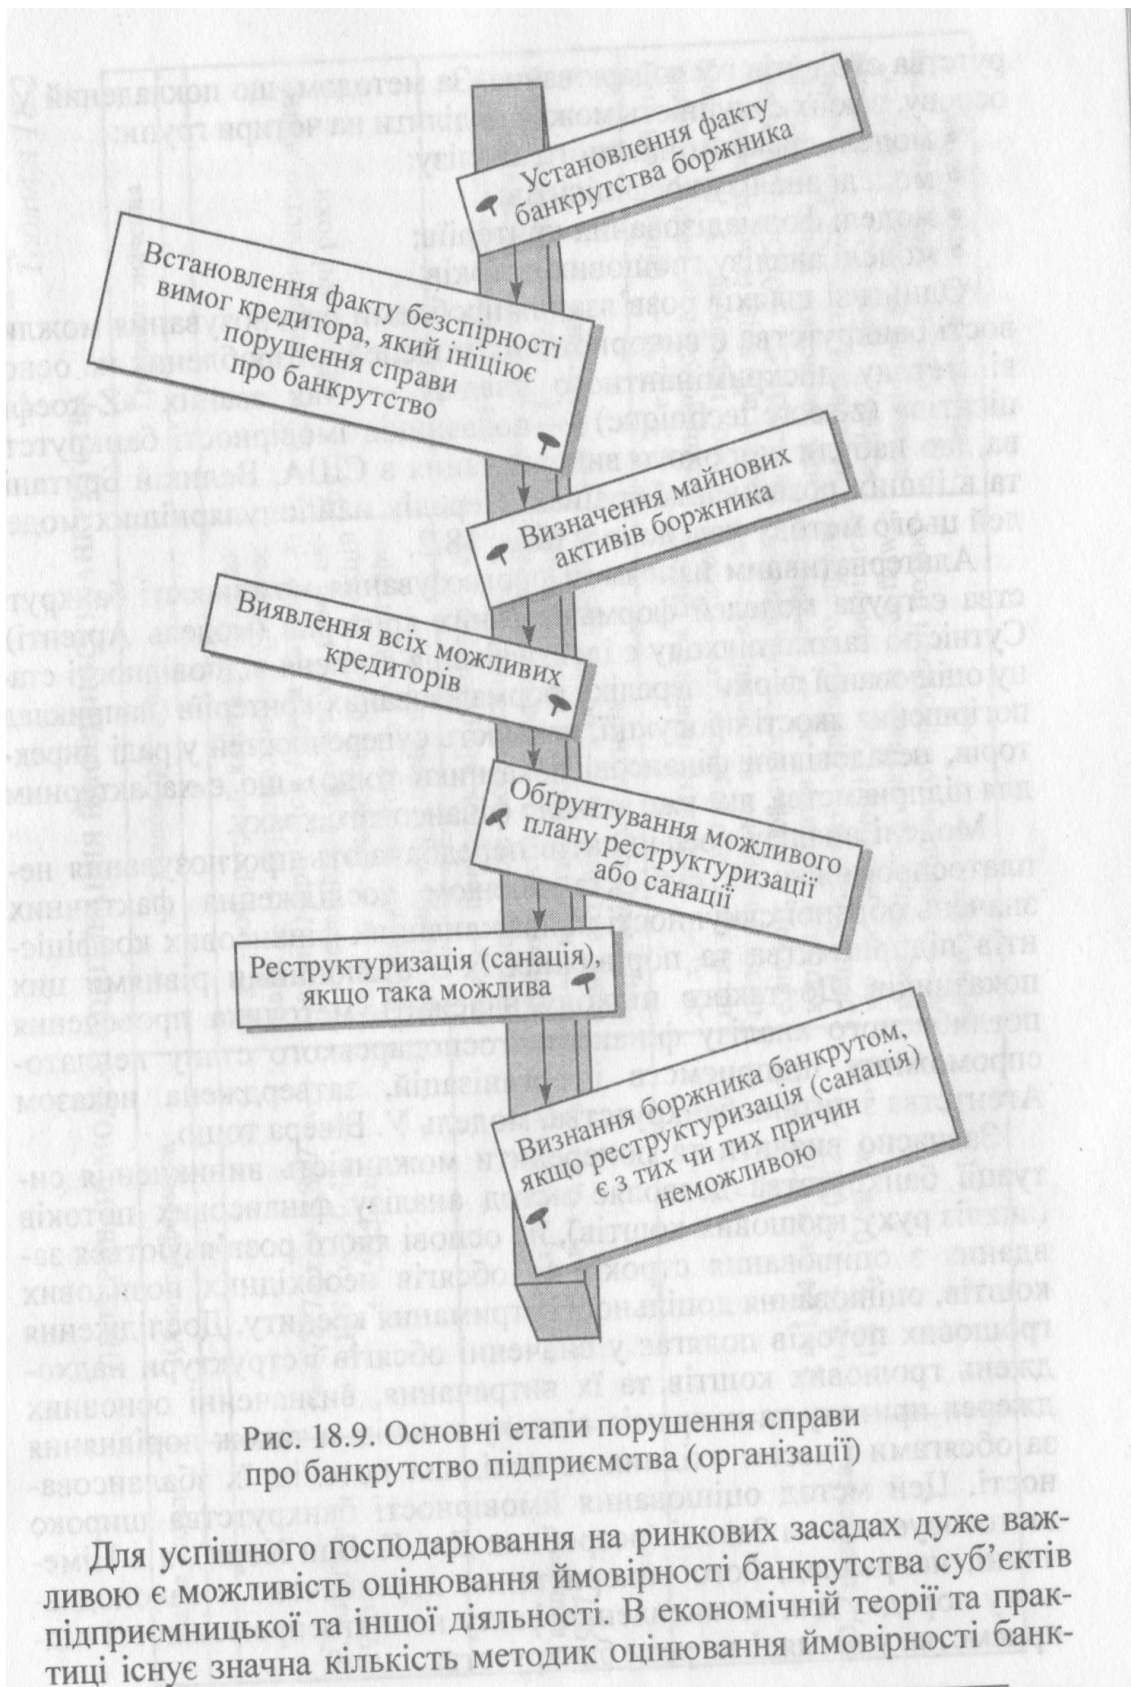 Установлення факту
банкрутства боржника
Встановлення факту безспірності
вимог кредитора, який ініціює
порушення справи
про банкрутство
Визначення майнових
активів боржника
Виявлення всіх можливих
кредиторів
Обґрунтування можливого
плану реструктуризації
або санації
Реструктуризація (санація),
якщо така можлива
Визнання боржника банкрутом,
якщо реструктуризація (санація)
є з тих чи тих причин
неможливою
Рис. 18.9. Основні етапи порушення справи
про банкрутство підприємства (організації)
Для успішного господарювання на ринкових засадах дуже важ-
ливою є можливість оцінювання ймовірності банкрутства суб’єктів
підприємницької та іншої діяльності. В економічній теорії та прак-
тиці існує значна кількість методик оцінювання ймовірності банк-